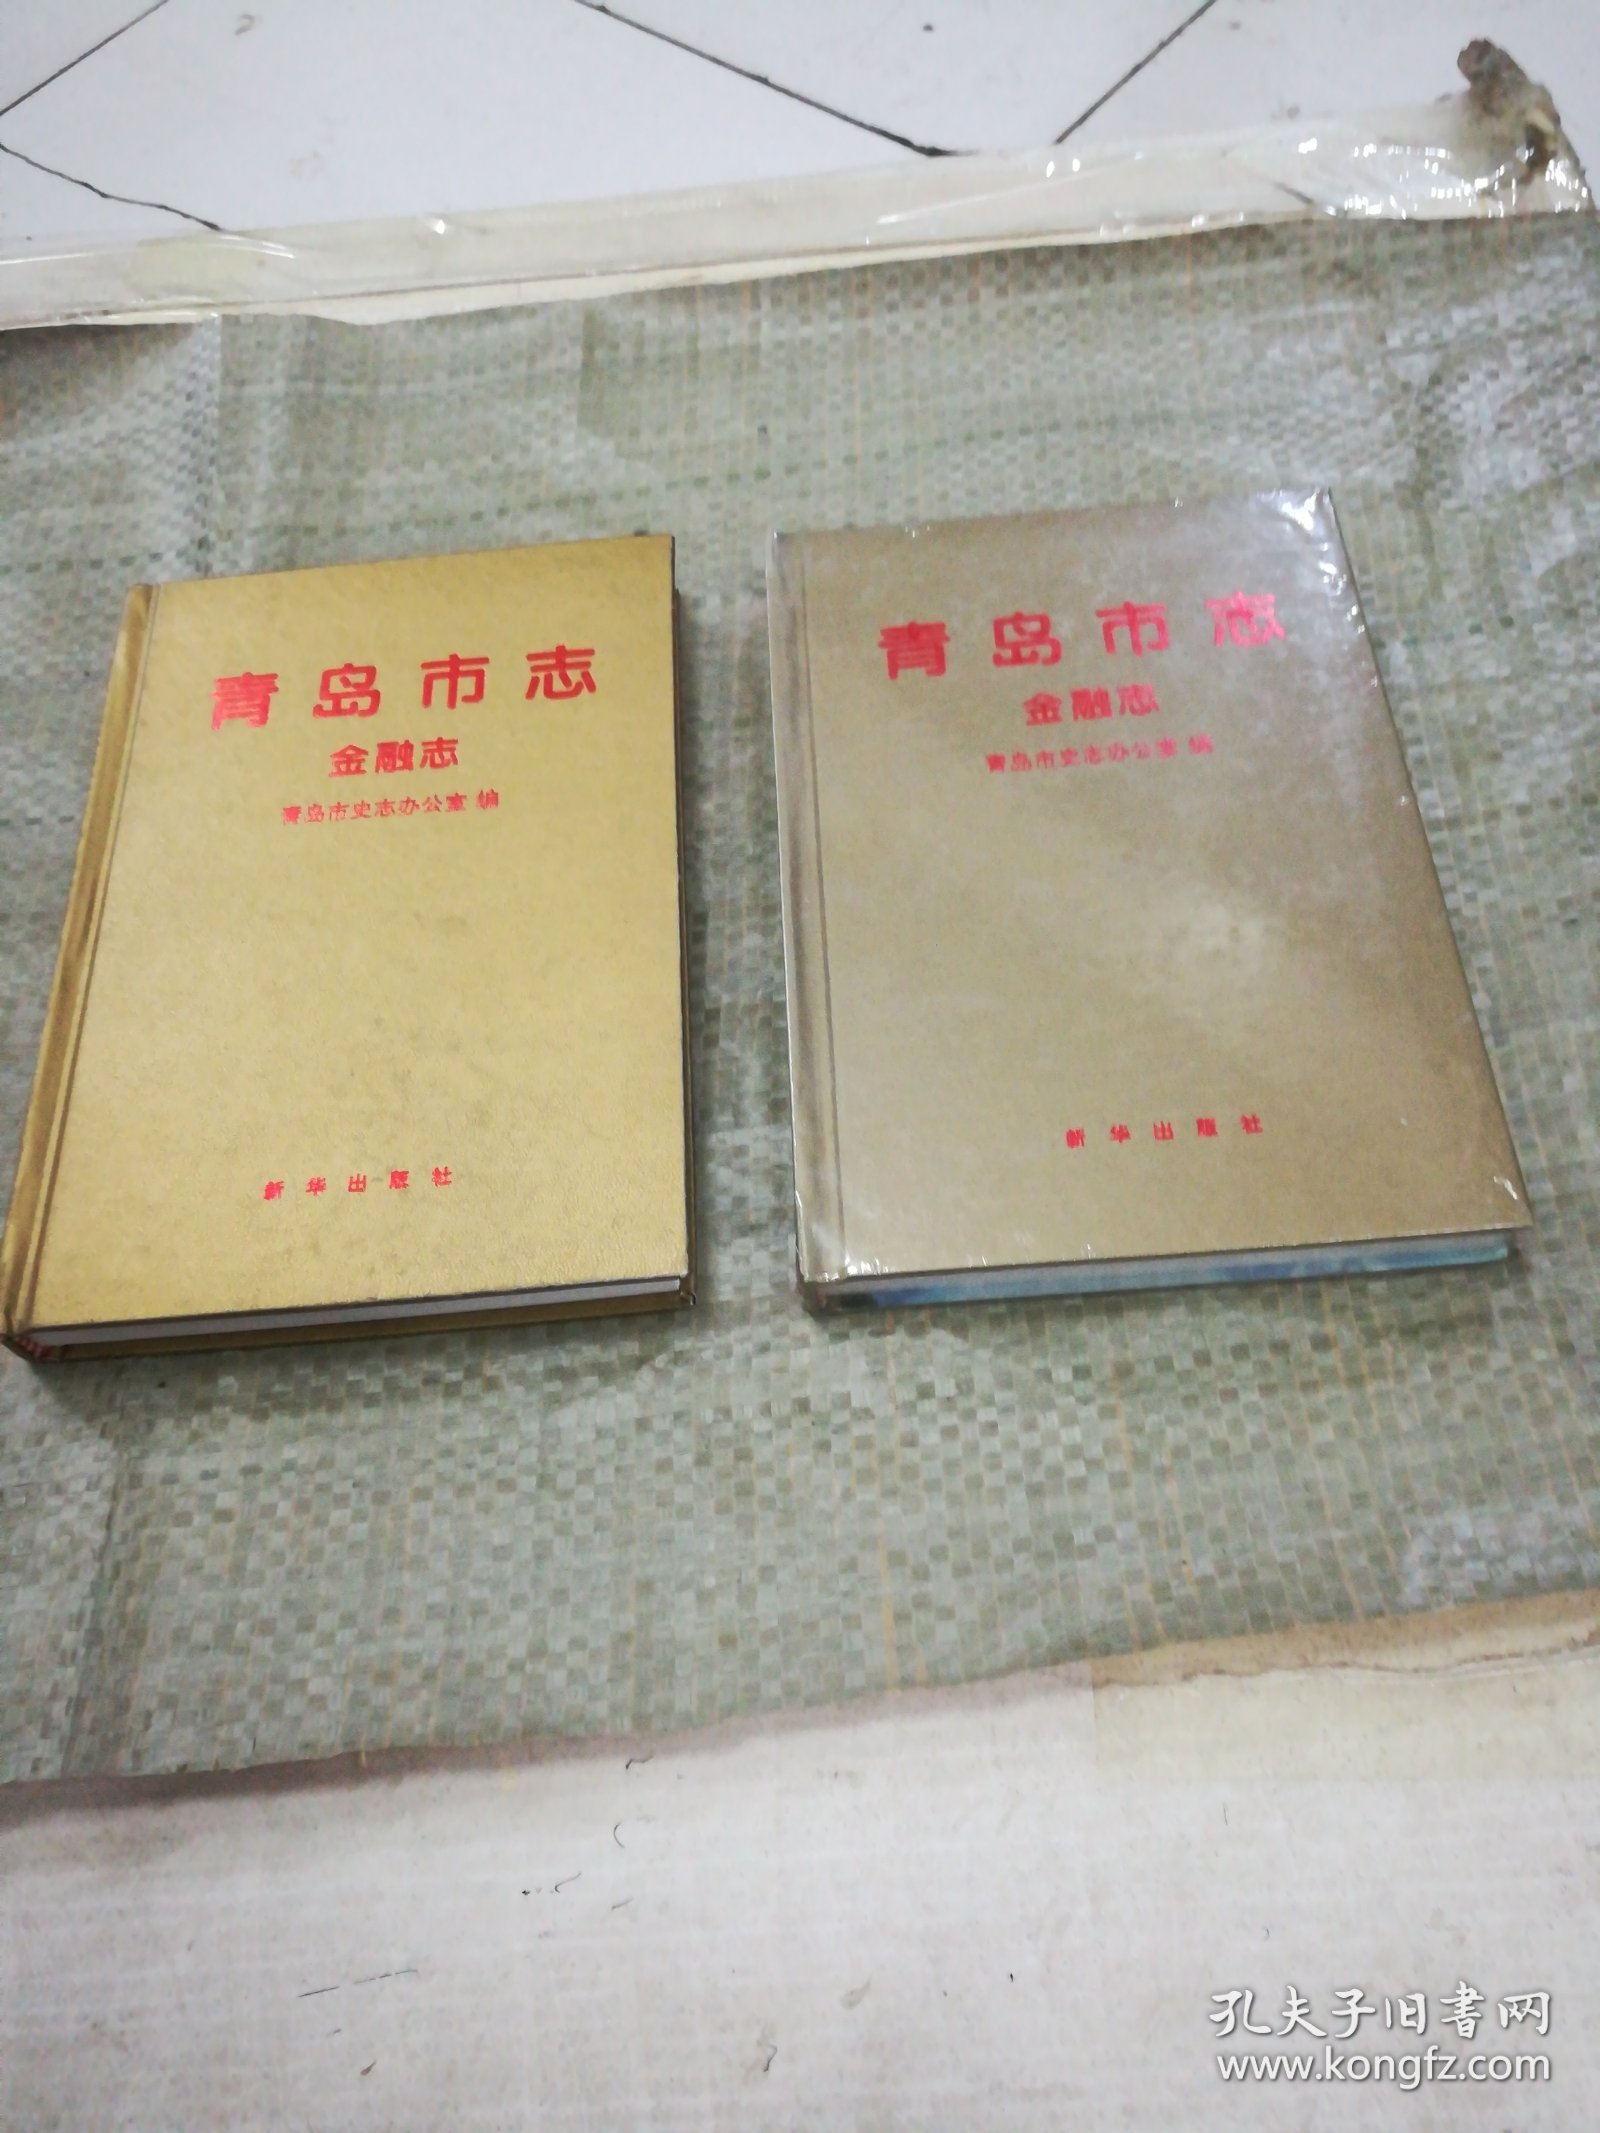 青岛市志
金融志
青岛市史志办公室 编
新华出版社
青岛市志
金融志
青岛市史志办公室 编
新华出版社
孔夫子旧书网
www.kongfz.com